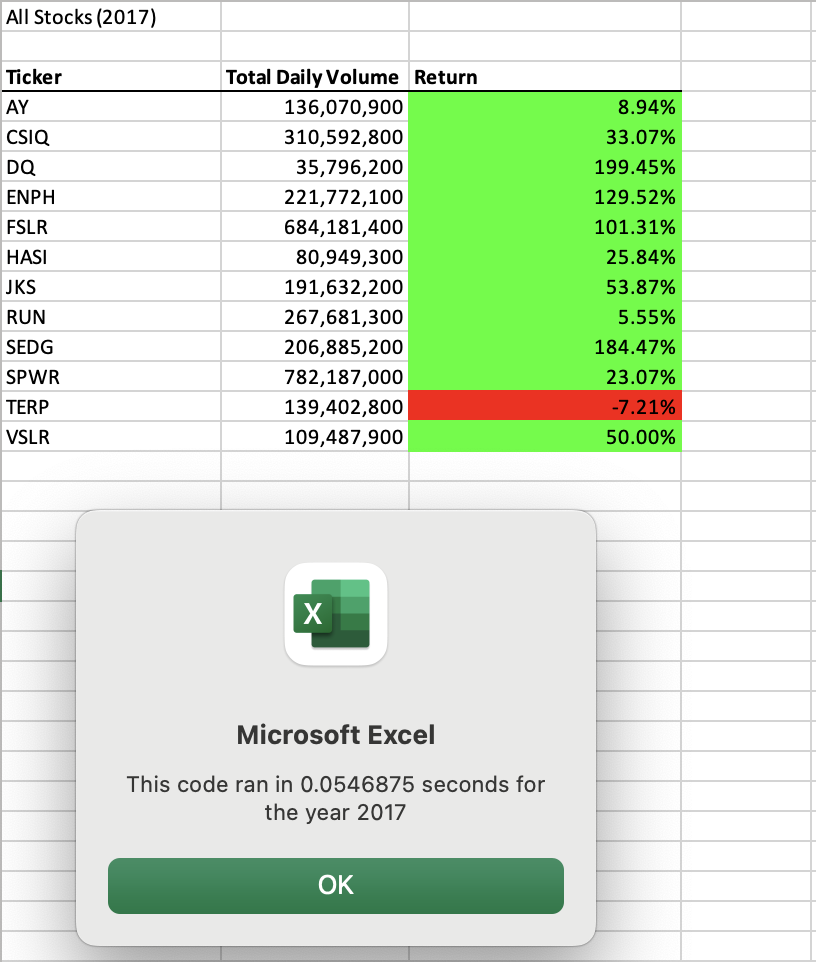 All Stocks (2017)
Ticker Total Daily Volume Return
AY 136,070,900 8.94%
CSIQ 310,592,800 33.07%
DQ 35,796,200 199.45%
ENPH 221,772,100 129.52%
FSLR 684,181,400 101.31%
HASI 80,949,300 25.84%
JKS 191,632,200 53.87%
RUN 267,681,300 5.55%
SEDG 206,885,200 184.47%
SPWR 782,187,000 23.07%
TERP 139,402,800 -7.21%
VSLR 109,487,900 50.00%
X
Microsoft Excel
This code ran in 0.0546875 seconds for
the year 2017
OK